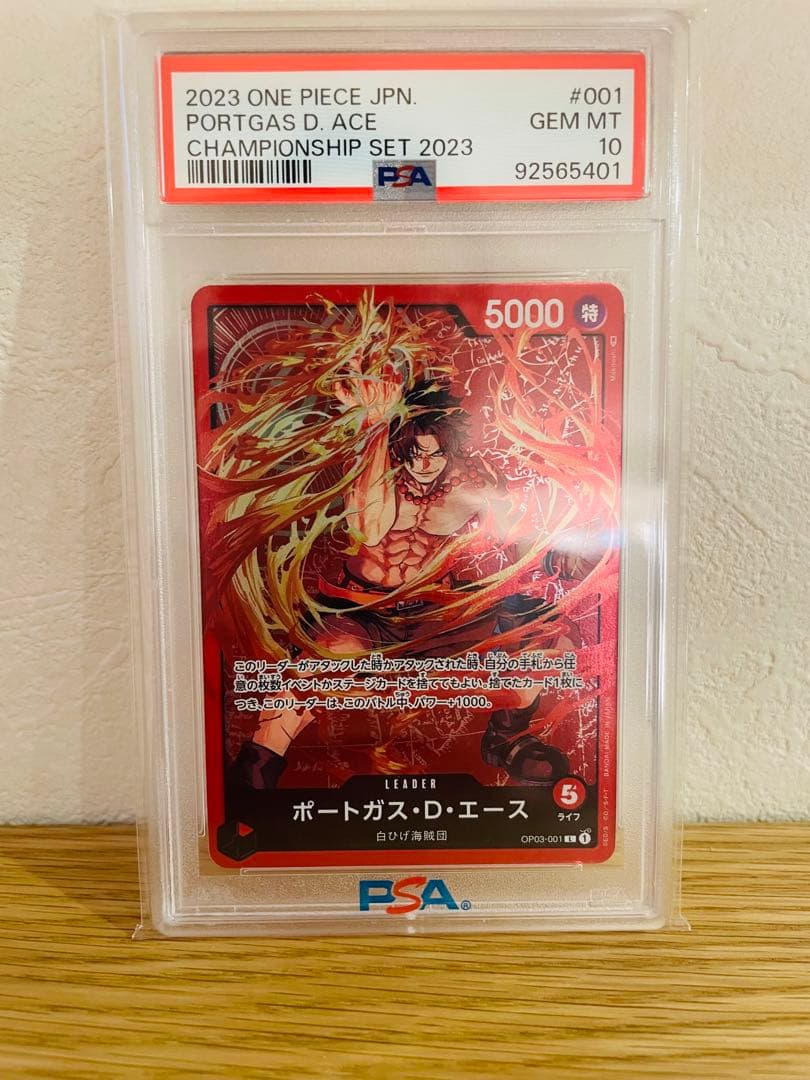 2023 ONE PIECE JPN. #001
PORTGAS D. ACE GEM MT
CHAMPIONSHIP SET 2023 10
PSA 92565401
5000 特
Makitoshi
このリーダーがアタックした時かアタックされた時、自分の手札から任
意の枚数イベントかステージカードを捨ててもよい。捨てたカード1枚に
つき、このリーダーは、このバトル中、パワー+1000。
BANDAI MADE IN JAPAN
LEADER
ポートガス・D・エース
5
ライフ
白ひげ海賊団
OP03-001 L 1
PSA®